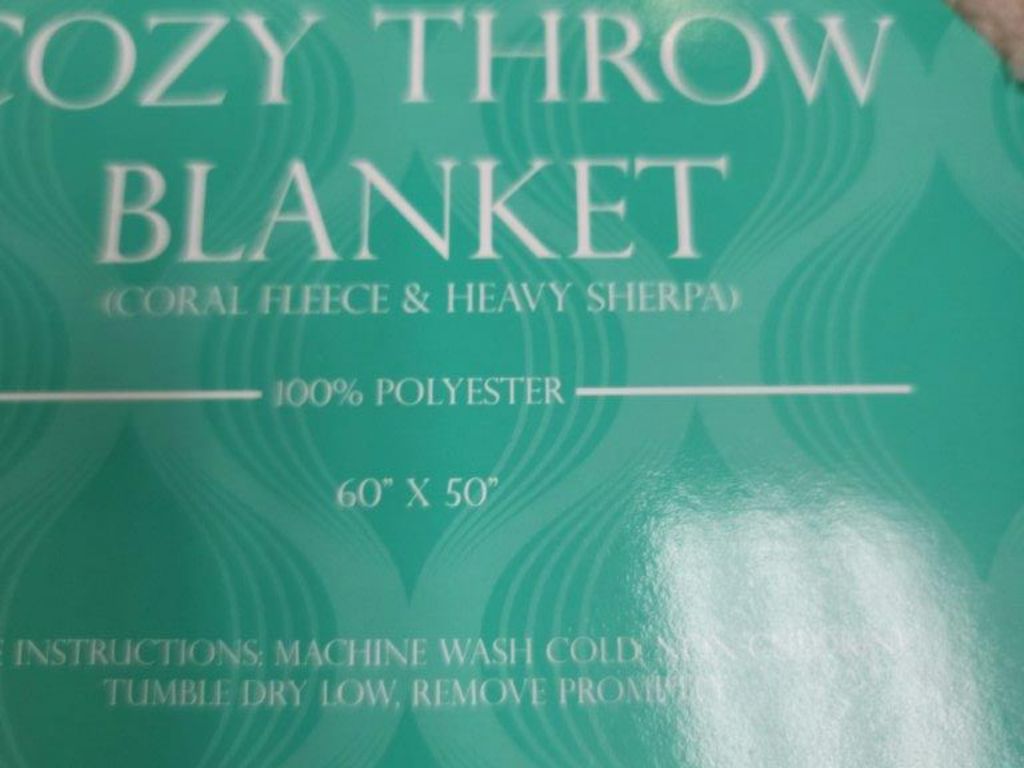 COZY THROW
BLANKET
(CORAL FLEECE & HEAVY SHERPA)
100% POLYESTER
60" X 50"
INSTRUCTIONS: MACHINE WASH COLD;
TUMBLE DRY LOW, REMOVE PROMPTLY